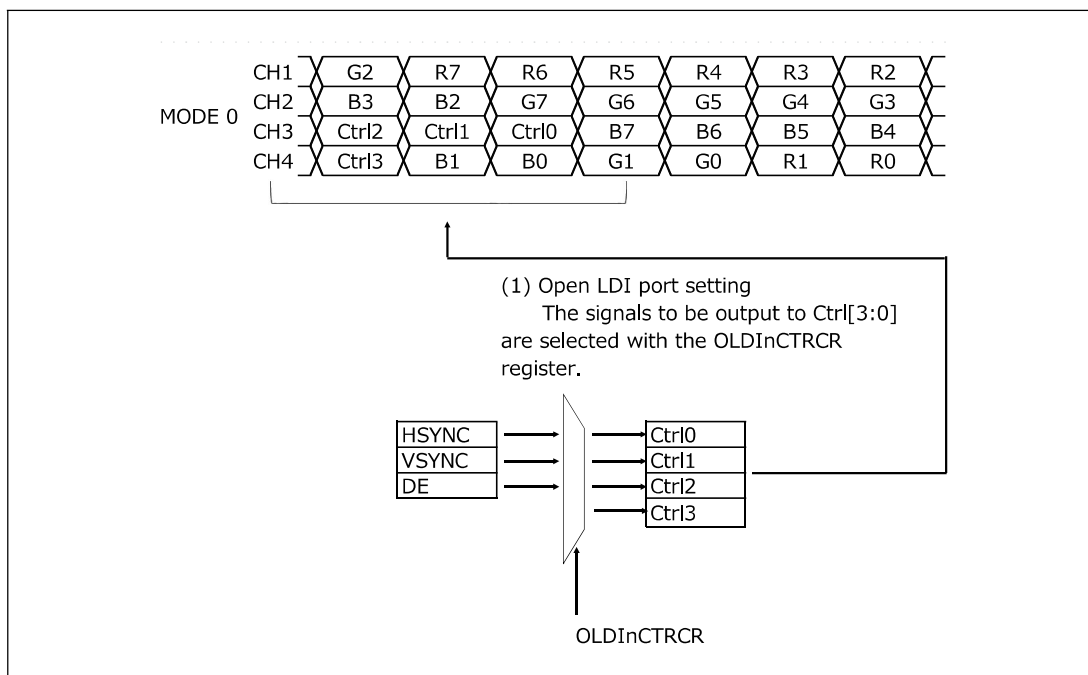 CH1 G2 R7 R6 R5 R4 R3 R2
MODE 0
CH2 B3 B2 G7 G6 G5 G4 G3
CH3 Ctrl2 Ctrl1 Ctrl0 B7 B6 B5 B4
CH4 Ctrl3 B1 B0 G1 G0 R1 R0
(1) Open LDI port setting
The signals to be output to Ctrl[3:0]
are selected with the OLDInCTRCR
register.
HSYNC Ctrl0
VSYNC Ctrl1
DE Ctrl2
Ctrl3
OLDInCTRCR